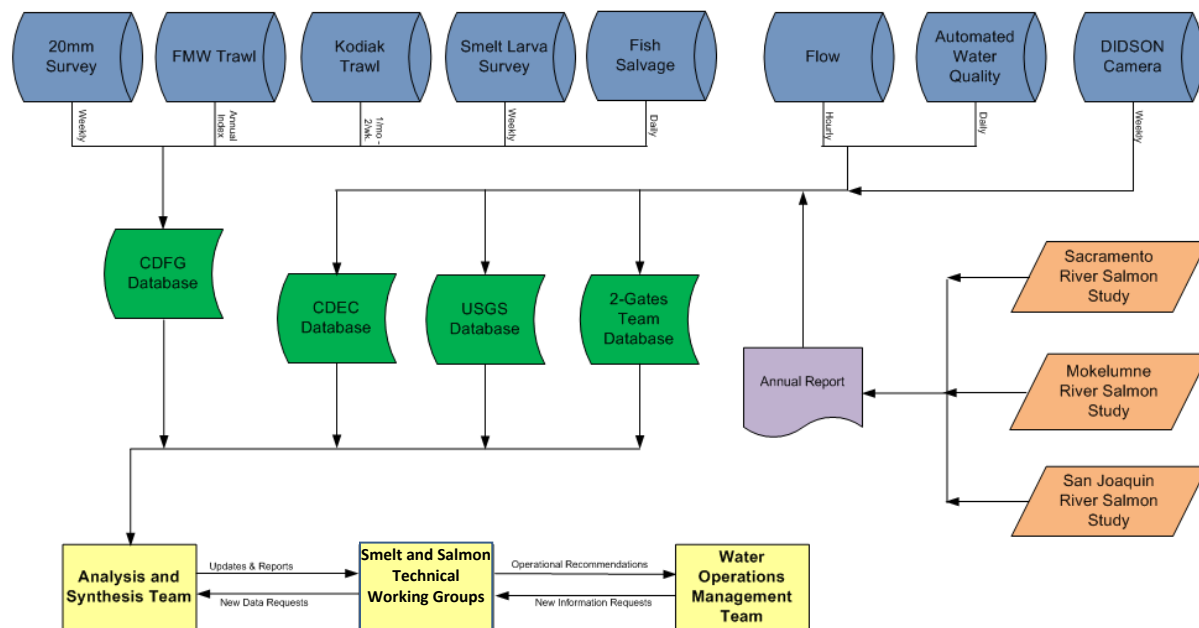 20mm
Survey
FMW Trawl
Kodiak
Trawl
Smelt Larva
Survey
Fish
Salvage
Flow
Automated
Water
Quality
DIDSON
Camera
Weekly
Annual
Index
1/mo -
2/wk.
Weekly
Daily
Hourly
Daily
Weekly
CDFG
Database
CDEC
Database
USGS
Database
2-Gates
Team
Database
Annual Report
Sacramento
River Salmon
Study
Mokelumne
River Salmon
Study
San Joaquin
River Salmon
Study
Analysis and
Synthesis Team
Updates & Reports
New Data Requests
Smelt and Salmon
Technical
Working Groups
Operational Recommendations
New Information Requests
Water
Operations
Management
Team